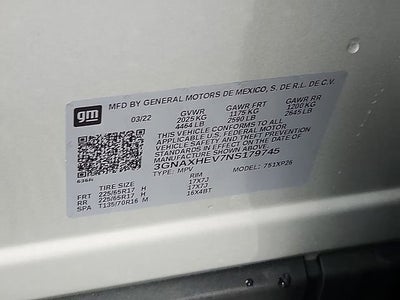 MFD BY GENERAL MOTORS DE MEXICO, S. DE R.L. DE C.V.
gm
03/22 GVWR GAWR FRT GAWR RR
2025 KG 1175 KG 1200 KG
4464 LB 2590 LB 2645 LB
THIS VEHICLE CONFORMS TO ALL
APPLICABLE U.S. FEDERAL MOTOR
VEHICLE SAFETY AND THEFT PREVENTION
STANDARDS IN EFFECT ON THE DATE OF
MANUFACTURE SHOWN ABOVE.
3GNAXHEV7NS179745
TYPE: MPV MODEL: 751XP26
TIRE SIZE RIM
FRT 225/65R17 H 17X7J
RR 225/65R17 H 17X7J
SPA T135/70R16 M 16X4BT